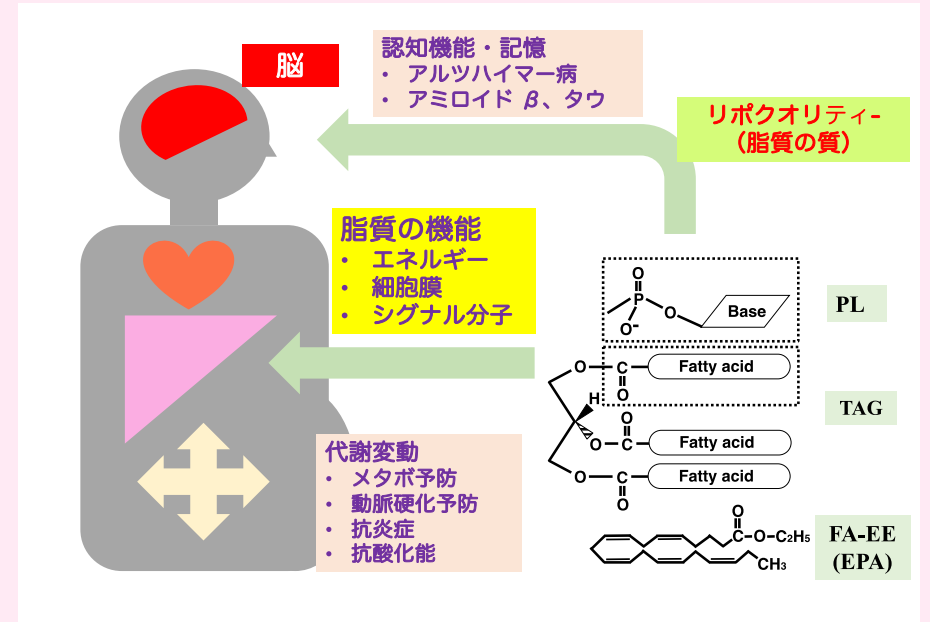 脳
認知機能・記憶
• アルツハイマー病
• アミロイド β、タウ
リポクオリティ-
(脂質の質)
脂質の機能
• エネルギー
• 細胞膜
• シグナル分子
O
P
O
O-
Base
PL
O
C
O
Fatty acid
H
TAG
O
C
O
Fatty acid
O
C
O
Fatty acid
代謝変動
• メタボ予防
• 動脈硬化予防
• 抗炎症
• 抗酸化能
O
C-O-C₂H₅
CH₃
FA-EE
(EPA)